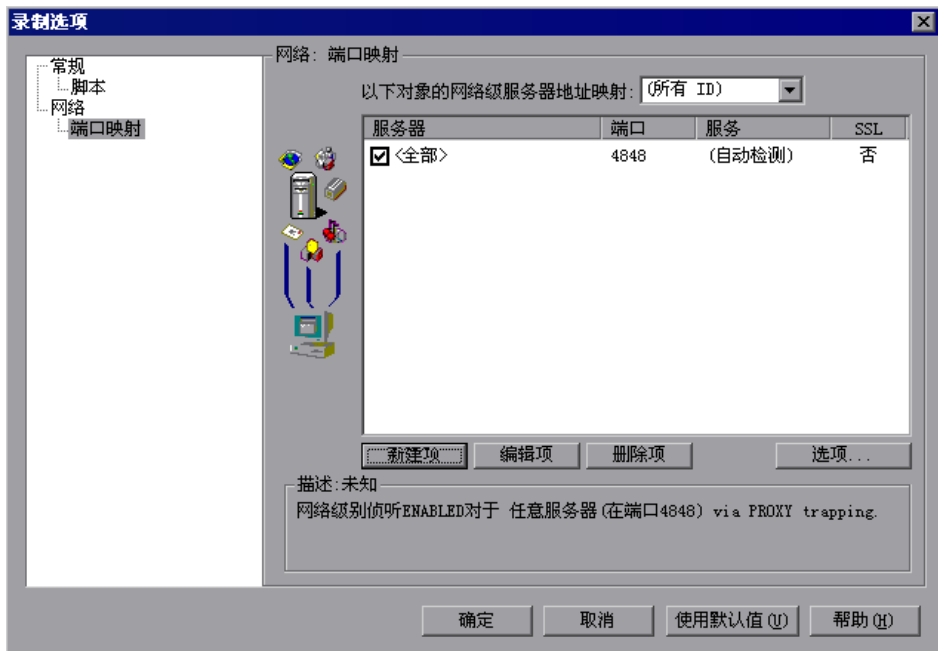 录制选项
常规
脚本
网络
端口映射
网络: 端口映射
以下对象的网络级服务器地址映射: (所有 ID)
服务器 端口 服务 SSL
<全部> 4848 (自动检测) 否
新建项 编辑项 删除项 选项...
描述:未知
网络级别侦听ENABLED对于 任意服务器(在端口4848) via PROXY trapping.
确定 取消 使用默认值(U) 帮助(H)